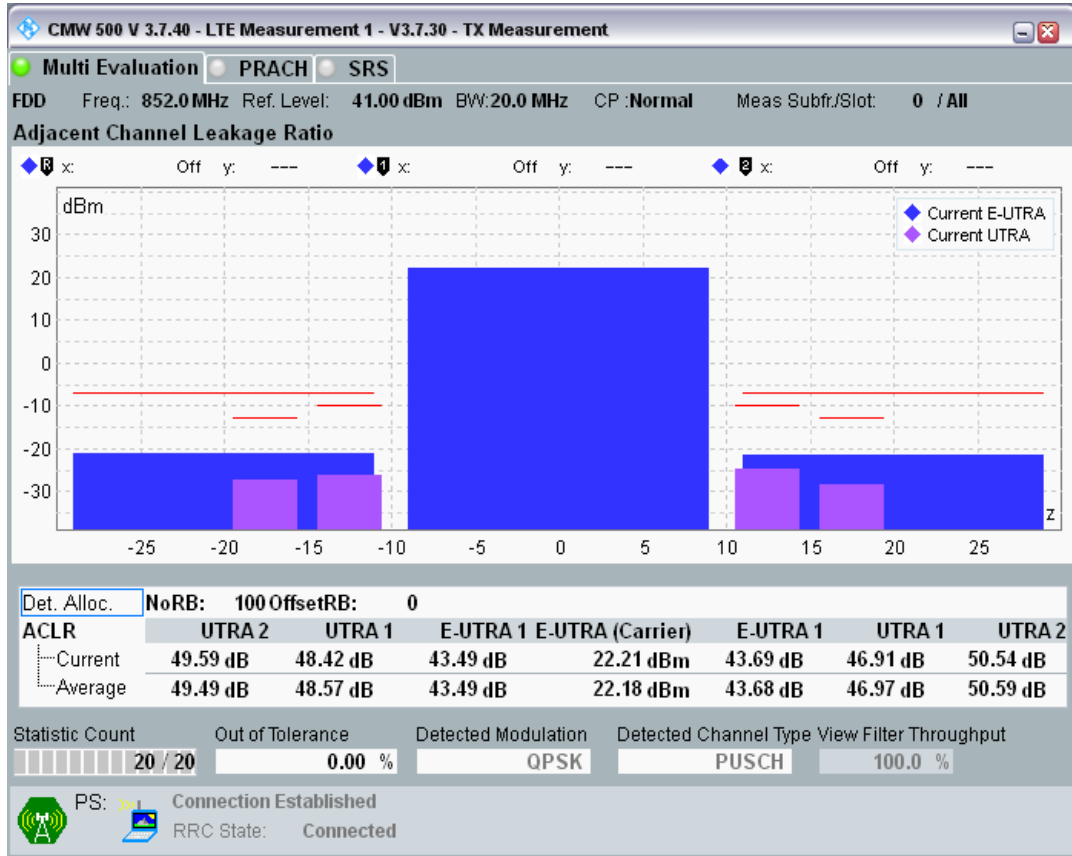 CMW 500 V 3.7.40 - LTE Measurement 1 - V3.7.30 - TX Measurement
Multi Evaluation PRACH SRS
FDD Freq.: 852.0 MHz Ref. Level: 41.00 dBm BW: 20.0 MHz CP : Normal Meas Subfr./Slot: 0 / All
Adjacent Channel Leakage Ratio
R x: Off y: --- 1 x: Off y: --- 2 x: Off y: ---
dBm
Current E-UTRA
Current UTRA
30
20
10
0
-10
-20
-30
z
-25 -20 -15 -10 -5 0 5 10 15 20 25
Det. Alloc. NoRB: 100 OffsetRB: 0
ACLR UTRA 2 UTRA 1 E-UTRA 1 E-UTRA (Carrier) E-UTRA 1 UTRA 1 UTRA 2
Current 49.59 dB 48.42 dB 43.49 dB 22.21 dBm 43.69 dB 46.91 dB 50.54 dB
Average 49.49 dB 48.57 dB 43.49 dB 22.18 dBm 43.68 dB 46.97 dB 50.59 dB
Statistic Count Out of Tolerance Detected Modulation Detected Channel Type View Filter Throughput
20 / 20 0.00 % QPSK PUSCH 100.0 %
PS: Connection Established
RRC State: Connected